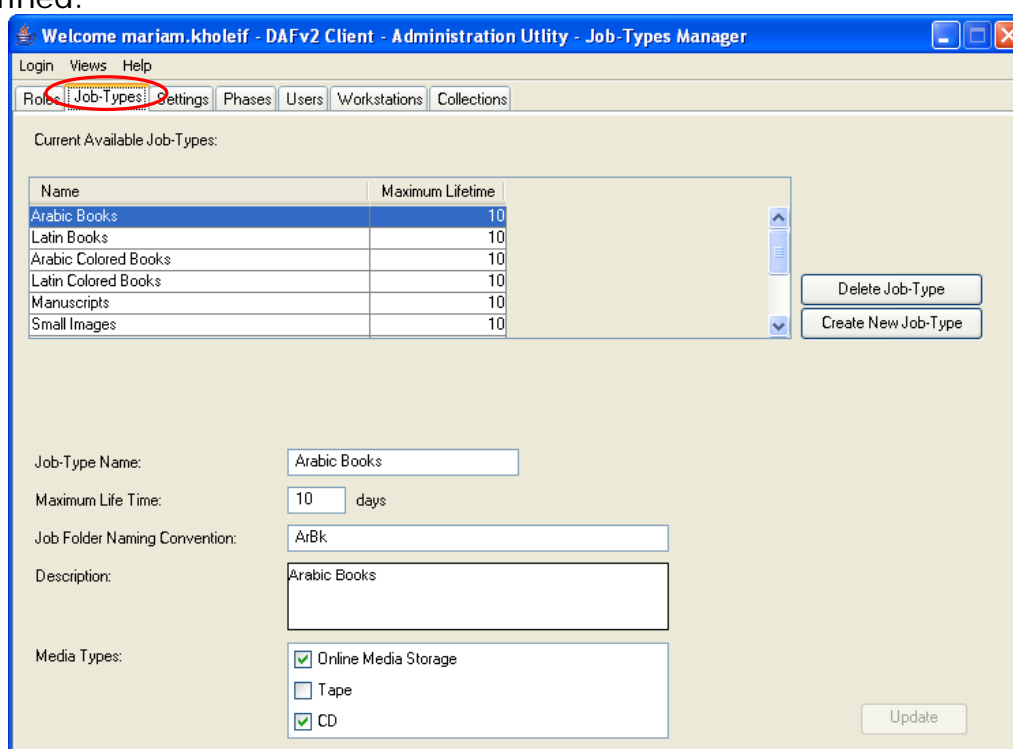 Welcome mariam.kholeif - DAFv2 Client - Administration Utlity - Job-Types Manager
Login Views Help
Roles Job-Types Settings Phases Users Workstations Collections
Current Available Job-Types:
Name Maximum Lifetime
Arabic Books 10
Latin Books 10
Arabic Colored Books 10
Latin Colored Books 10
Manuscripts 10
Small Images 10
Delete Job-Type
Create New Job-Type
Job-Type Name: Arabic Books
Maximum Life Time: 10 days
Job Folder Naming Convention: ArBk
Description: Arabic Books
Media Types: Online Media Storage
Tape
CD
Update